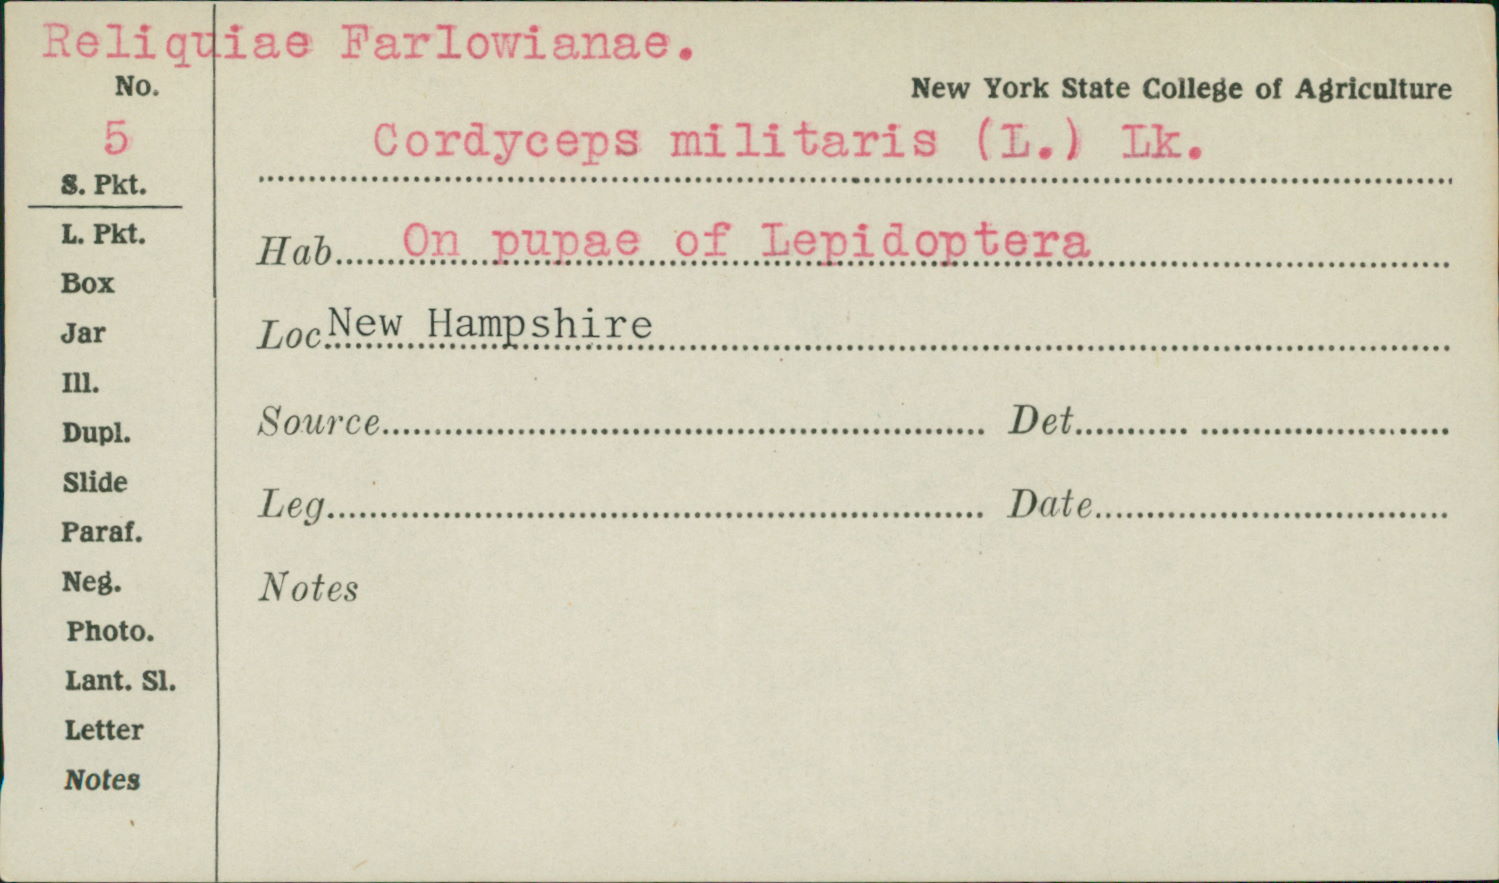 Reliquiae Farlowianae.
No.
New York State College of Agriculture
5
Cordyceps militaris (L.) Lk.
S. Pkt.
L. Pkt.
Hab.....On pupae of Lepidoptera
Box
Loc New Hampshire
Jar
Ill.
Source
Det.
Dupl.
Slide
Leg.
Date
Paraf.
Neg.
Notes
Photo.
Lant. Sl.
Letter
Notes